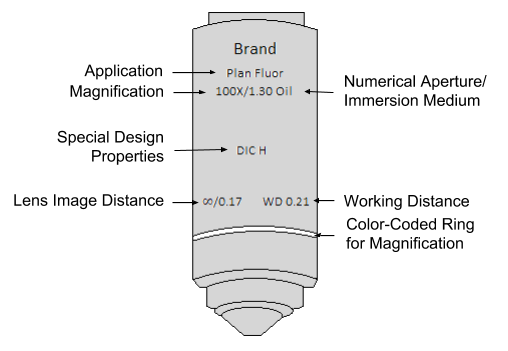 Brand
Application
Plan Fluor
Magnification
100X/1.30 Oil
Numerical Aperture/
Immersion Medium
Special Design
Properties
DIC H
Lens Image Distance
∞/0.17
WD 0.21
Working Distance
Color-Coded Ring
for Magnification